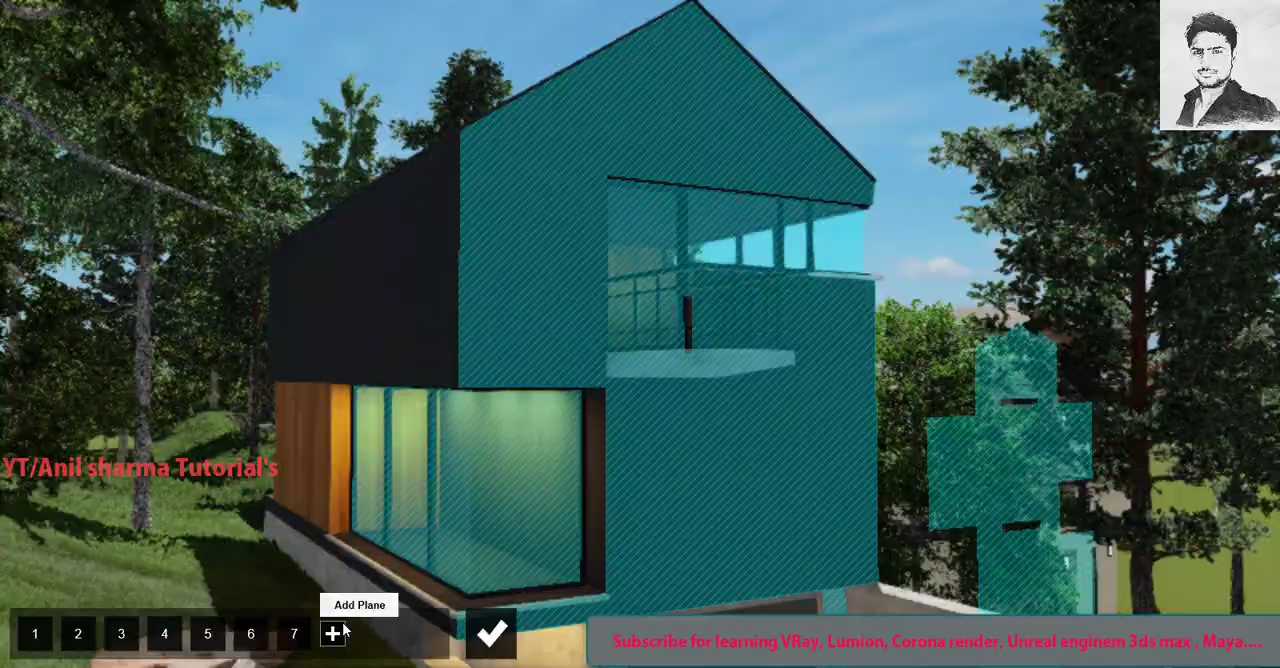 YT/Anil sharma Tutorial's
Add Plane
1 2 3 4 5 6 7
Subscribe for learning VRay, Lumion, Corona render, Unreal enginem 3ds max , Maya....